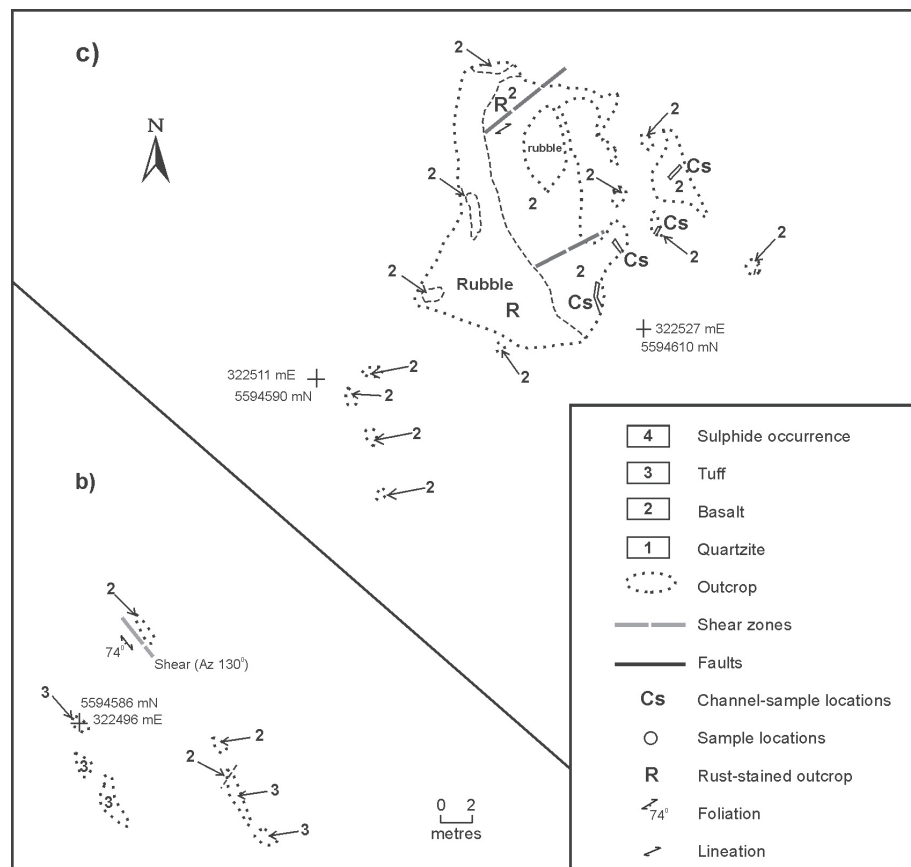 c)
N
2
R2
2
rubble
2
2
2
Cs
2
2
Cs
2
2
Cs
2
2
Rubble
R
Cs
2
322527 mE
5594610 mN
2
322511 mE
5594590 mN
2
2
2
2
b)
2
74°
Shear (Az 130°)
3
5594586 mN
322496 mE
3
3
2
2
3
3
0 2
metres
4 Sulphide occurrence
3 Tuff
2 Basalt
1 Quartzite
Outcrop
Shear zones
Faults
Cs Channel-sample locations
Sample locations
R Rust-stained outcrop
74° Foliation
Lineation